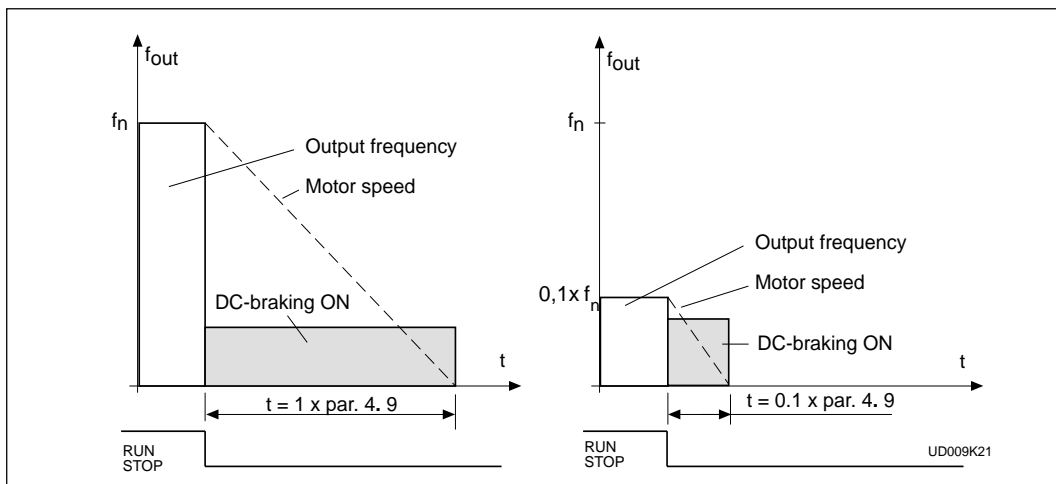 fout
fn
Output frequency
Motor speed
DC-braking ON
t
t = 1 x par. 4. 9
RUN
STOP
fout
fn
Output frequency
Motor speed
0,1x fn
DC-braking ON
t
t = 0.1 x par. 4. 9
RUN
STOP
UD009K21